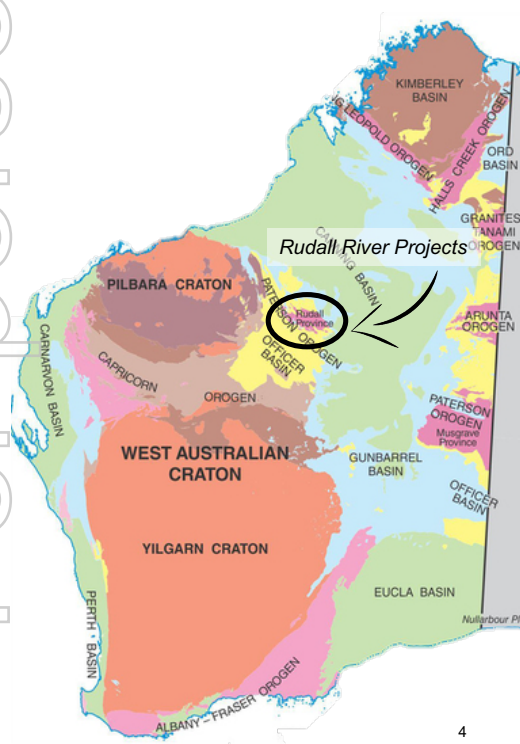 KIMBERLEY
BASIN
HALLS CREEK OROGEN
ORD
BASIN
GRANITES
TANAMI
OROGEN
CANNING BASIN
Rudall River Projects
PILBARA CRATON
PATERSON OROGEN
Rudall
Province
ARUNTA
OROGEN
OFFICER
BASIN
CARNARVON BASIN
CAPRICORN
OROGEN
PATERSON
OROGEN
Musgrave
Province
WEST AUSTRALIAN
CRATON
GUNBARREL
BASIN
OFFICER
BASIN
YILGARN CRATON
EUCLA BASIN
PERTH BASIN
ALBANY – FRASER OROGEN
4